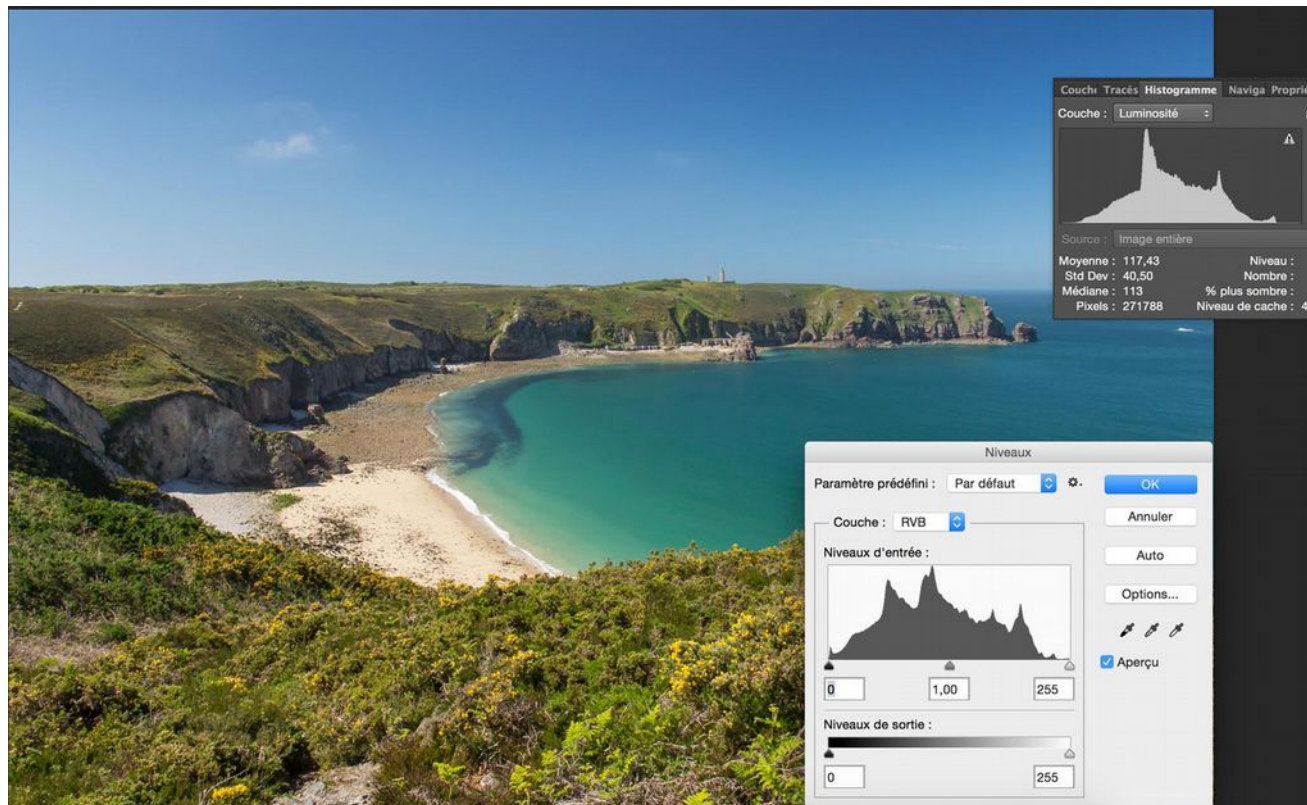 Couch Tracés Histogramme Naviga Proprié
Couche : Luminosité
Source : Image entière
Moyenne : 117,43 Niveau :
Std Dev : 40,50 Nombre :
Médiane : 113 % plus sombre :
Pixels : 271788 Niveau de cache : 4
Niveaux
Paramètre prédéfini : Par défaut
OK
Couche : RVB
Annuler
Niveaux d'entrée :
Auto
Options...
Aperçu
0 1,00 255
Niveaux de sortie :
0 255